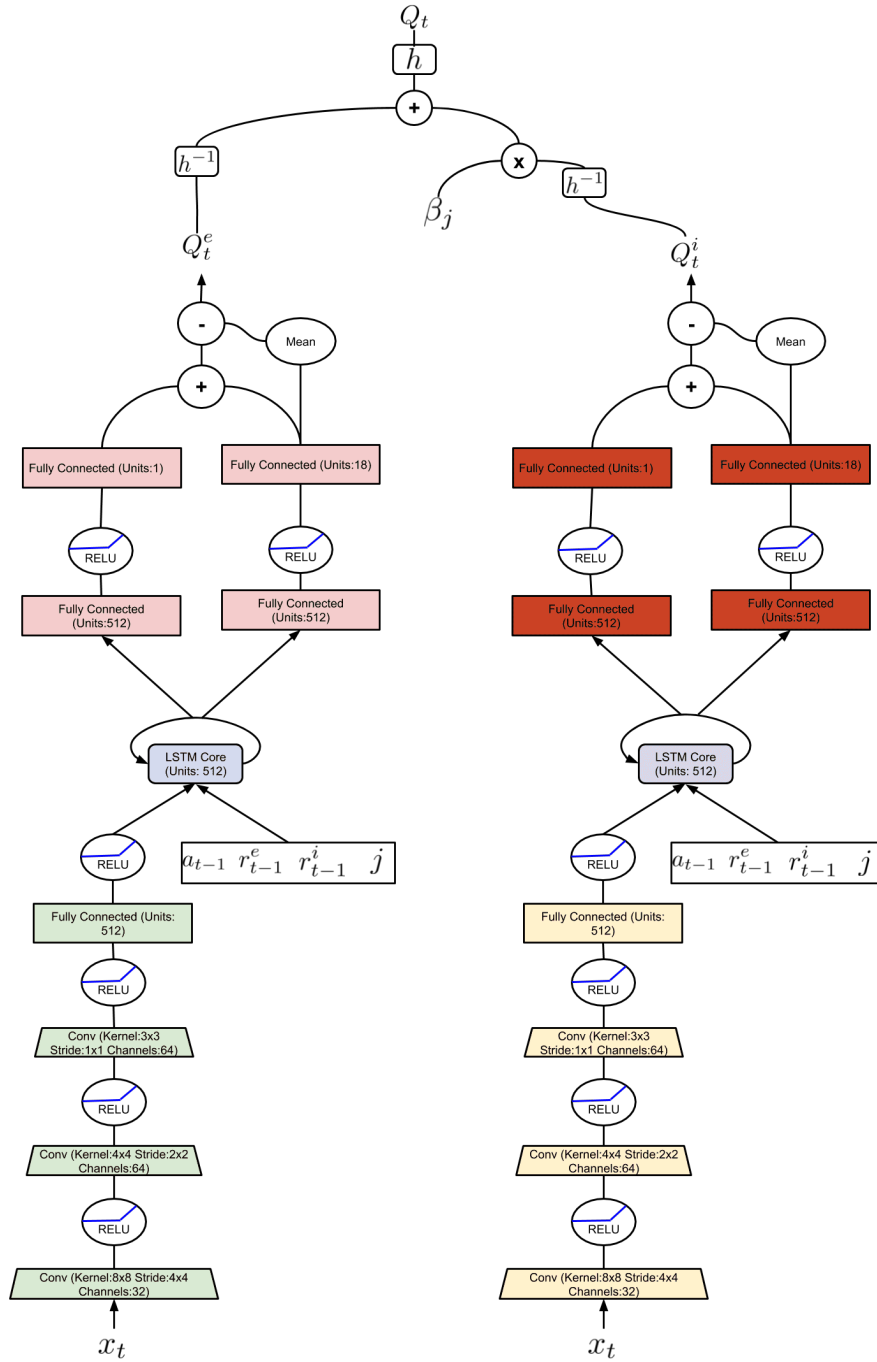 Q_t
h
+
h^{-1}
x
h^{-1}
β_j
Q_t^e
Q_t^i
-
Mean
-
Mean
+
+
Fully Connected (Units:1)
Fully Connected (Units:18)
Fully Connected (Units:1)
Fully Connected (Units:18)
RELU
RELU
RELU
RELU
Fully Connected
(Units:512)
Fully Connected
(Units:512)
Fully Connected
(Units:512)
Fully Connected
(Units:512)
LSTM Core
(Units: 512)
LSTM Core
(Units: 512)
RELU
a_{t-1} r_{t-1}^e r_{t-1}^i j
RELU
a_{t-1} r_{t-1}^e r_{t-1}^i j
Fully Connected (Units:
512)
Fully Connected (Units:
512)
RELU
RELU
Conv (Kernel:3x3
Stride:1x1 Channels:64)
Conv (Kernel:3x3
Stride:1x1 Channels:64)
RELU
RELU
Conv (Kernel:4x4 Stride:2x2
Channels:64)
Conv (Kernel:4x4 Stride:2x2
Channels:64)
RELU
RELU
Conv (Kernel:8x8 Stride:4x4
Channels:32)
Conv (Kernel:8x8 Stride:4x4
Channels:32)
x_t
x_t